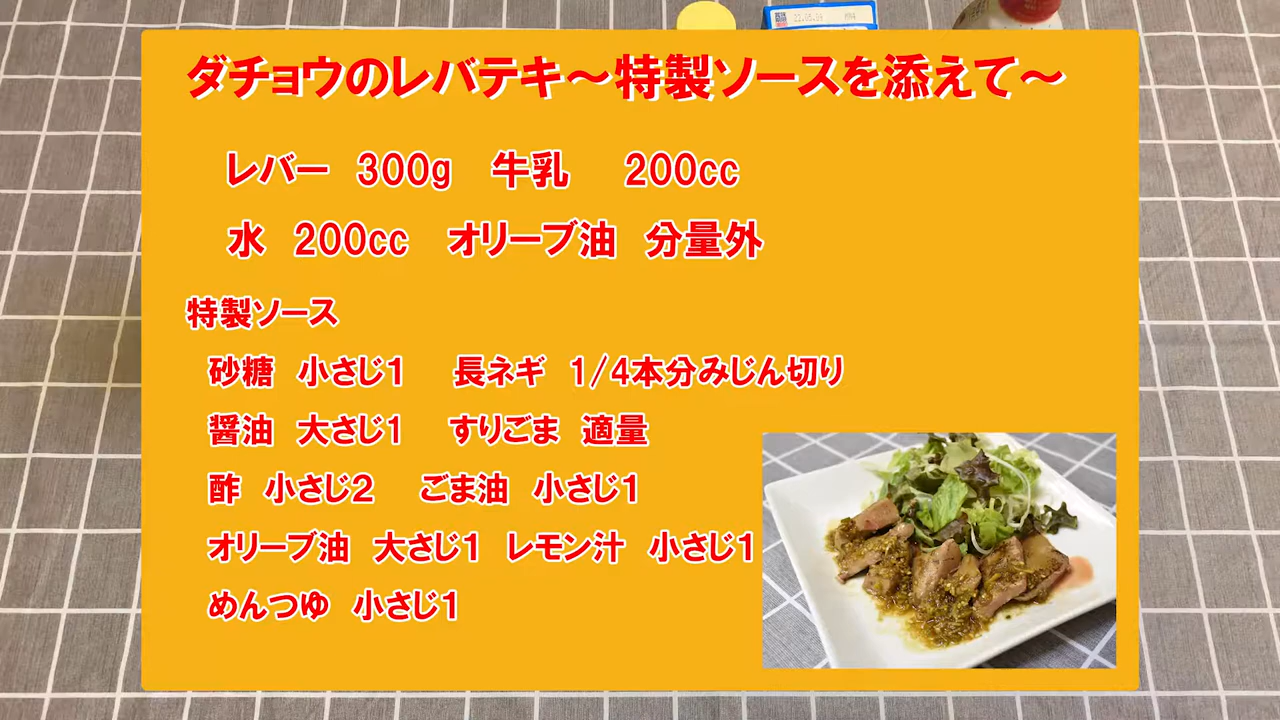 22.05.04 MN4
ダチョウのレバテキ～特製ソースを添えて～
レバー 300g 牛乳 200cc
水 200cc オリーブ油 分量外
特製ソース
砂糖 小さじ1 長ネギ 1/4本分みじん切り
醤油 大さじ1 すりごま 適量
酢 小さじ2 ごま油 小さじ1
オリーブ油 大さじ1 レモン汁 小さじ1
めんつゆ 小さじ1